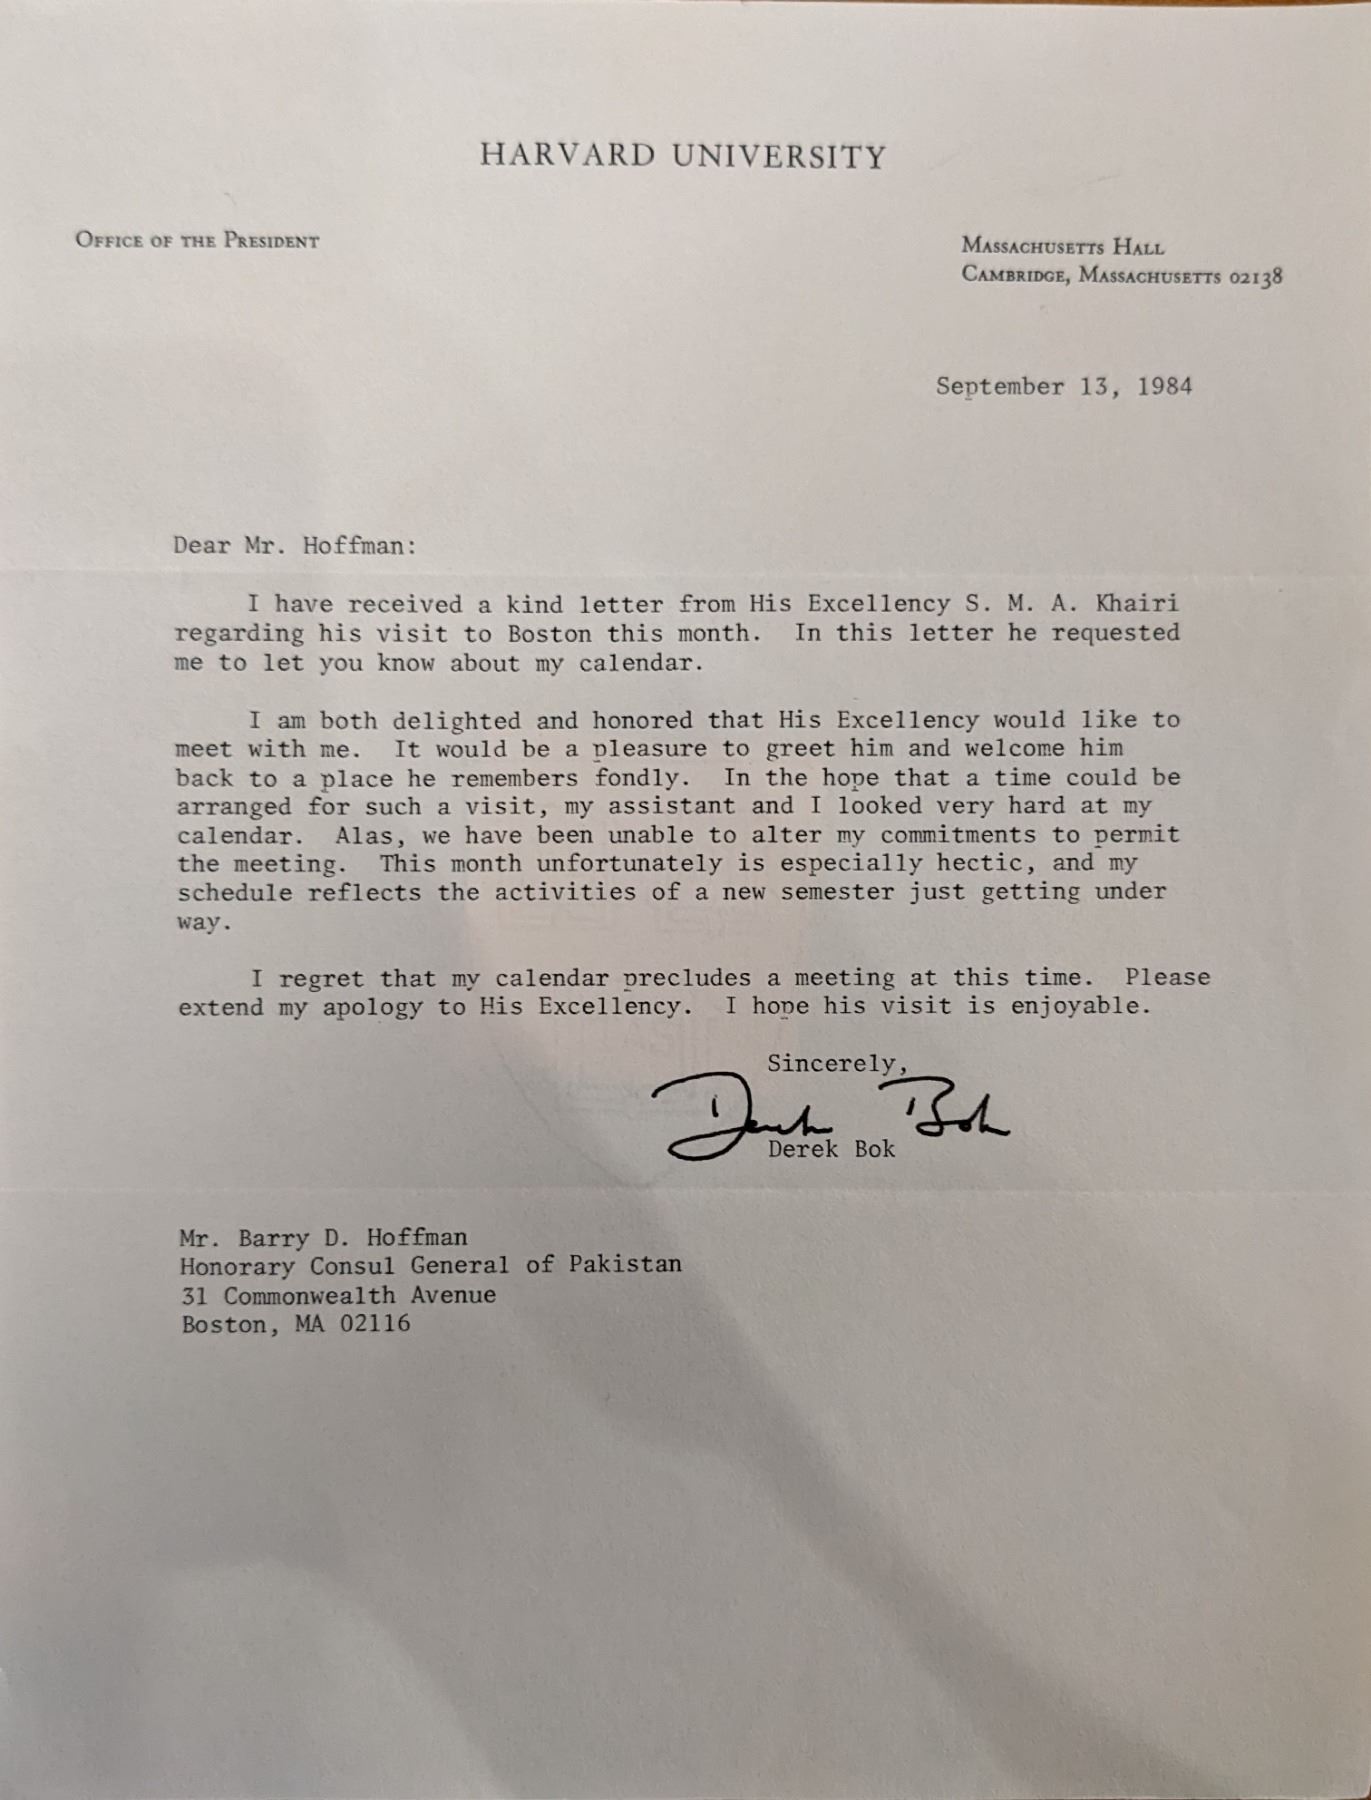 HARVARD UNIVERSITY
OFFICE OF THE PRESIDENT
MASSACHUSETTS HALL
CAMBRIDGE, MASSACHUSETTS 02138
September 13, 1984
Dear Mr. Hoffman:
I have received a kind letter from His Excellency S. M. A. Khairi
regarding his visit to Boston this month. In this letter he requested
me to let you know about my calendar.
I am both delighted and honored that His Excellency would like to
meet with me. It would be a pleasure to greet him and welcome him
back to a place he remembers fondly. In the hope that a time could be
arranged for such a visit, my assistant and I looked very hard at my
calendar. Alas, we have been unable to alter my commitments to permit
the meeting. This month unfortunately is especially hectic, and my
schedule reflects the activities of a new semester just getting under
way.
I regret that my calendar precludes a meeting at this time. Please
extend my apology to His Excellency. I hope his visit is enjoyable.
Sincerely,
Derek Bok
Derek Bok
Mr. Barry D. Hoffman
Honorary Consul General of Pakistan
31 Commonwealth Avenue
Boston, MA 02116